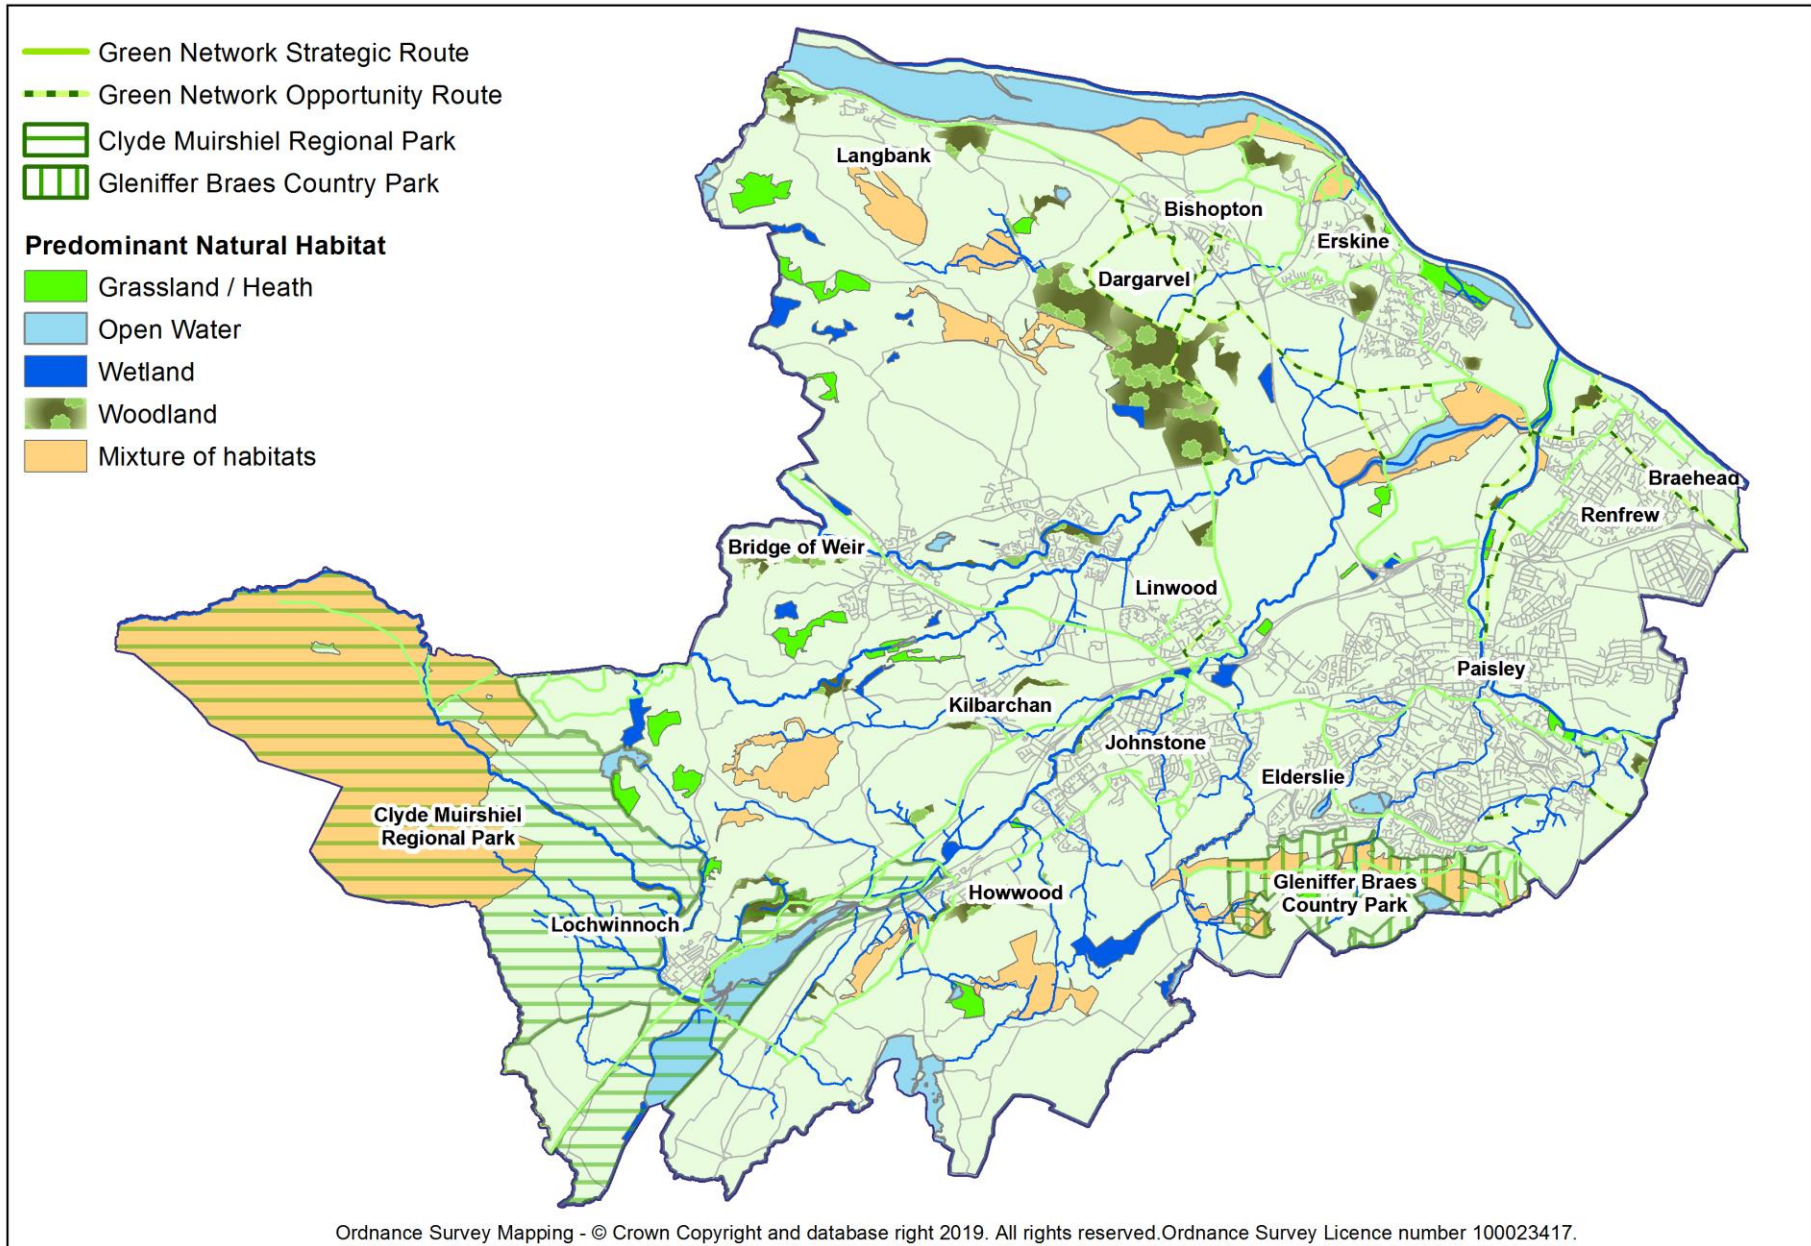 Green Network Strategic Route
Green Network Opportunity Route
Clyde Muirshiel Regional Park
Gleniffer Braes Country Park
Predominant Natural Habitat
Grassland / Heath
Open Water
Wetland
Woodland
Mixture of habitats
Langbank
Bishopton
Erskine
Dargarvel
Braehead
Renfrew
Bridge of Weir
Linwood
Paisley
Kilbarchan
Johnstone
Elderslie
Clyde Muirshiel
Regional Park
Gleniffer Braes
Country Park
Howwood
Lochwinnoch
Ordnance Survey Mapping - © Crown Copyright and database right 2019. All rights reserved.Ordnance Survey Licence number 100023417.